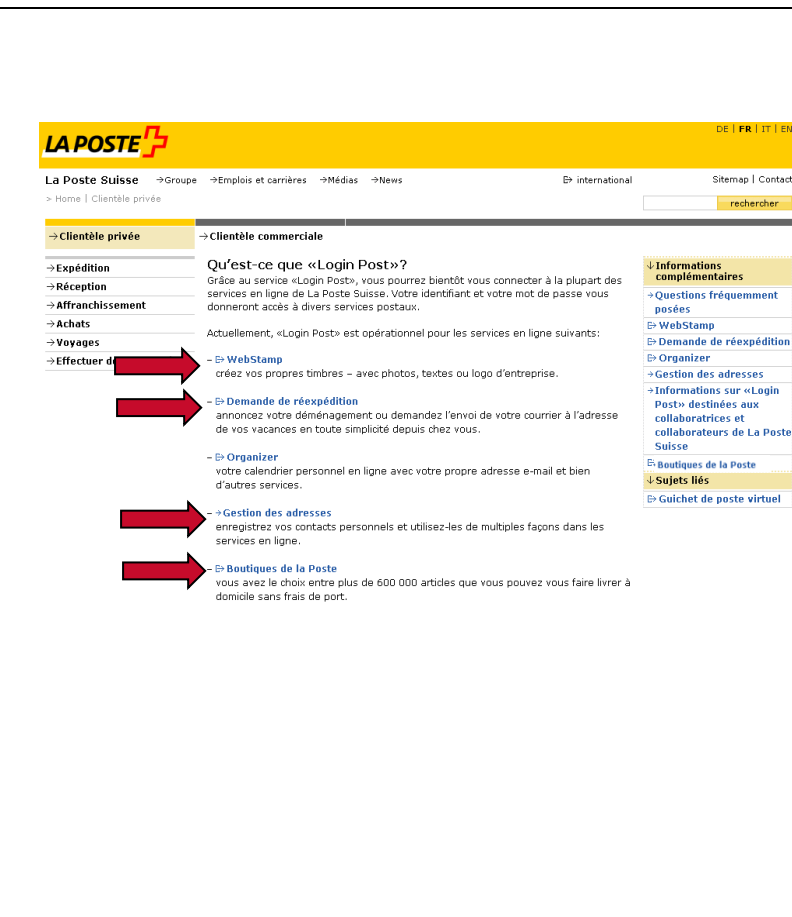 DE | FR | IT | EN
LA POSTE
La Poste Suisse →Groupe →Emplois et carrières →Médias →News international Sitemap | Contact
> Home | Clientèle privée
rechercher
→Clientèle privée
→Clientèle commerciale
→Expédition
→Réception
→Affranchissement
→Achats
→Voyages
→Effectuer
Qu'est-ce que «Login Post»?
Grâce au service «Login Post», vous pourrez bientôt vous connecter à la plupart des
services en ligne de La Poste Suisse. Votre identifiant et votre mot de passe vous
donneront accès à divers services postaux.
Actuellement, «Login Post» est opérationnel pour les services en ligne suivants:
– WebStamp
créez vos propres timbres – avec photos, textes ou logo d'entreprise.
– Demande de réexpédition
annoncez votre déménagement ou demandez l'envoi de votre courrier à l'adresse
de vos vacances en toute simplicité depuis chez vous.
– Organizer
votre calendrier personnel en ligne avec votre propre adresse e-mail et bien
d'autres services.
– →Gestion des adresses
enregistrez vos contacts personnels et utilisez-les de multiples façons dans les
services en ligne.
– Boutiques de la Poste
vous avez le choix entre plus de 600 000 articles que vous pouvez vous faire livrer à
domicile sans frais de port.
↓Informations
complémentaires
→Questions fréquemment
posées
WebStamp
Demande de réexpédition
Organizer
→Gestion des adresses
→Informations sur «Login
Post» destinées aux
collaboratrices et
collaborateurs de La Poste
Suisse
Boutiques de la Poste
↓Sujets liés
Guichet de poste virtuel